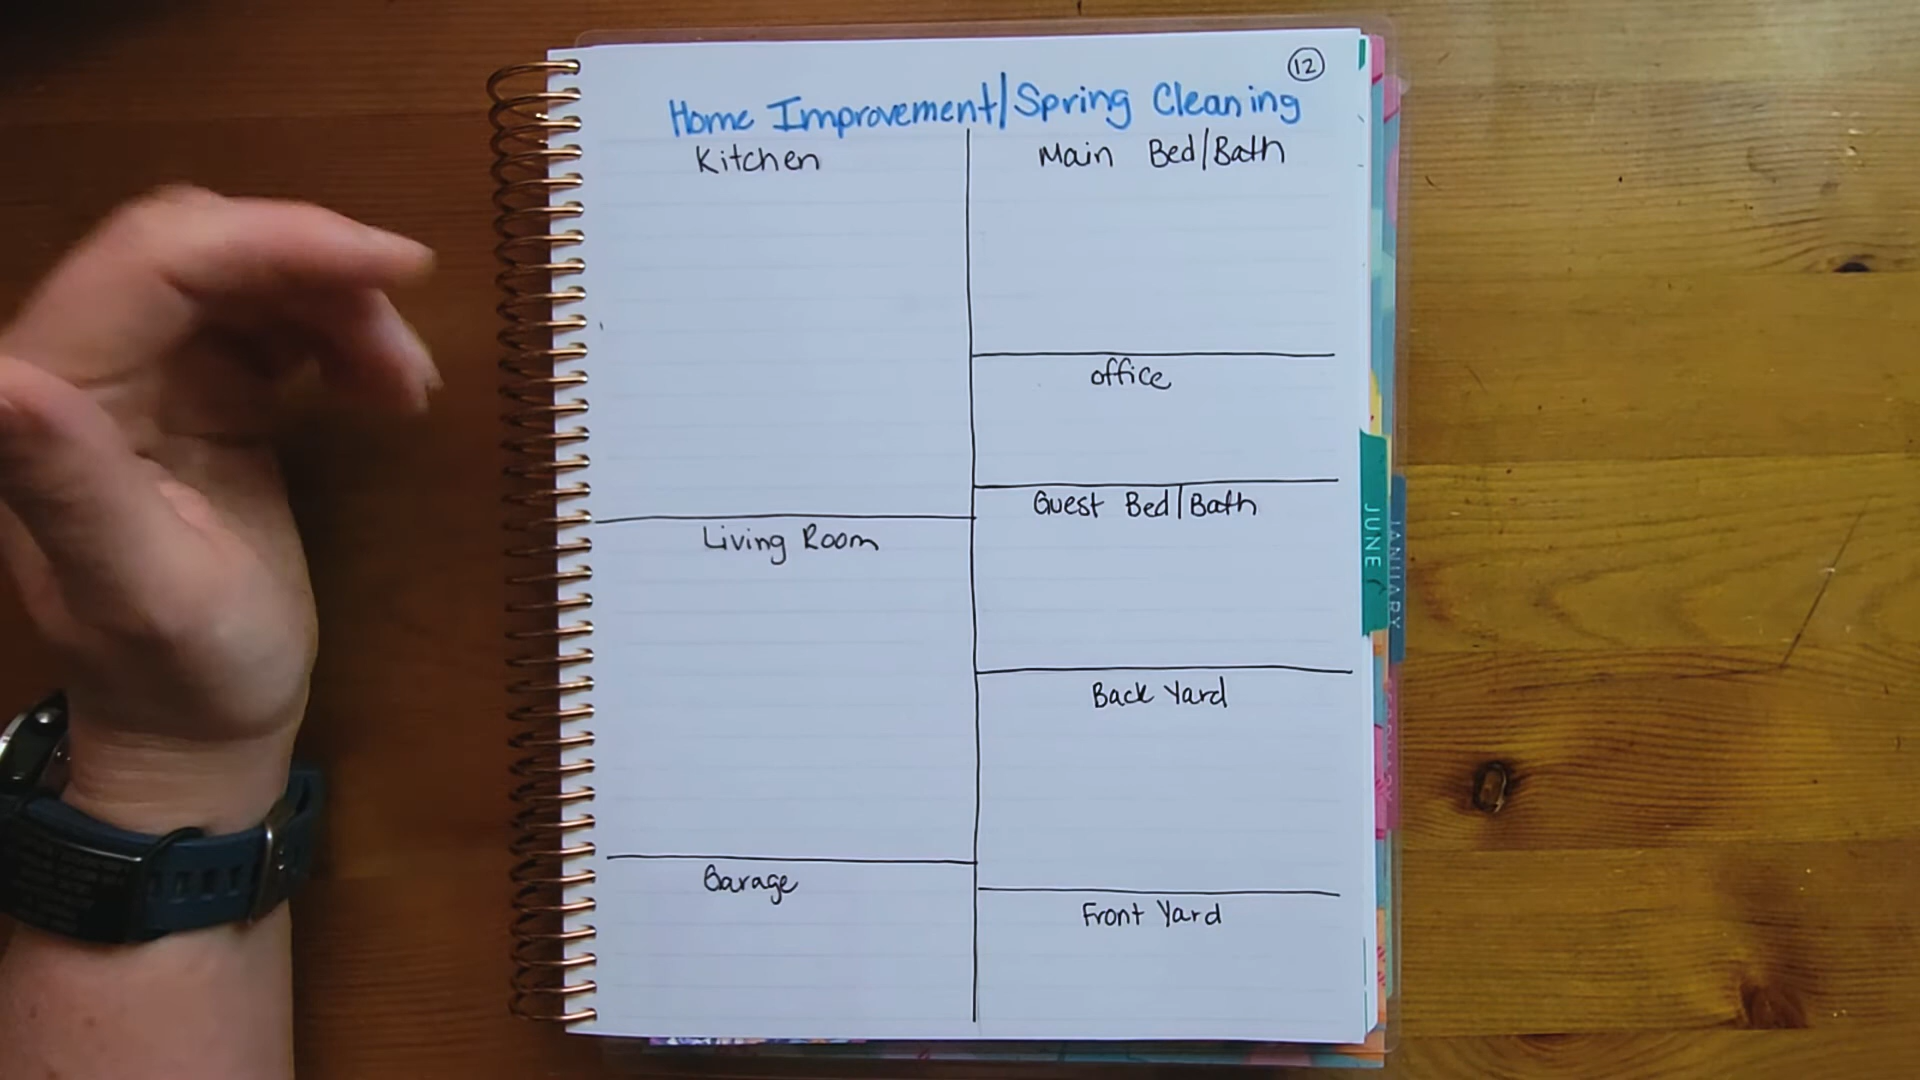 12
Home Improvement/Spring Cleaning
Kitchen
Living Room
Garage
Main Bed/Bath
office
Guest Bed/Bath
Back Yard
Front Yard
JUNE
JANUARY